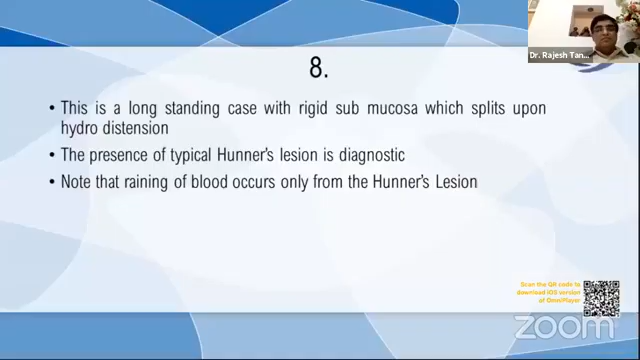 Dr. Rajesh Tan...
8.
• This is a long standing case with rigid sub mucosa which splits upon
hydro distension
• The presence of typical Hunner's lesion is diagnostic
• Note that raining of blood occurs only from the Hunner's Lesion
Scan the QR code to
download iOS version
of OmniPlayer
zoom